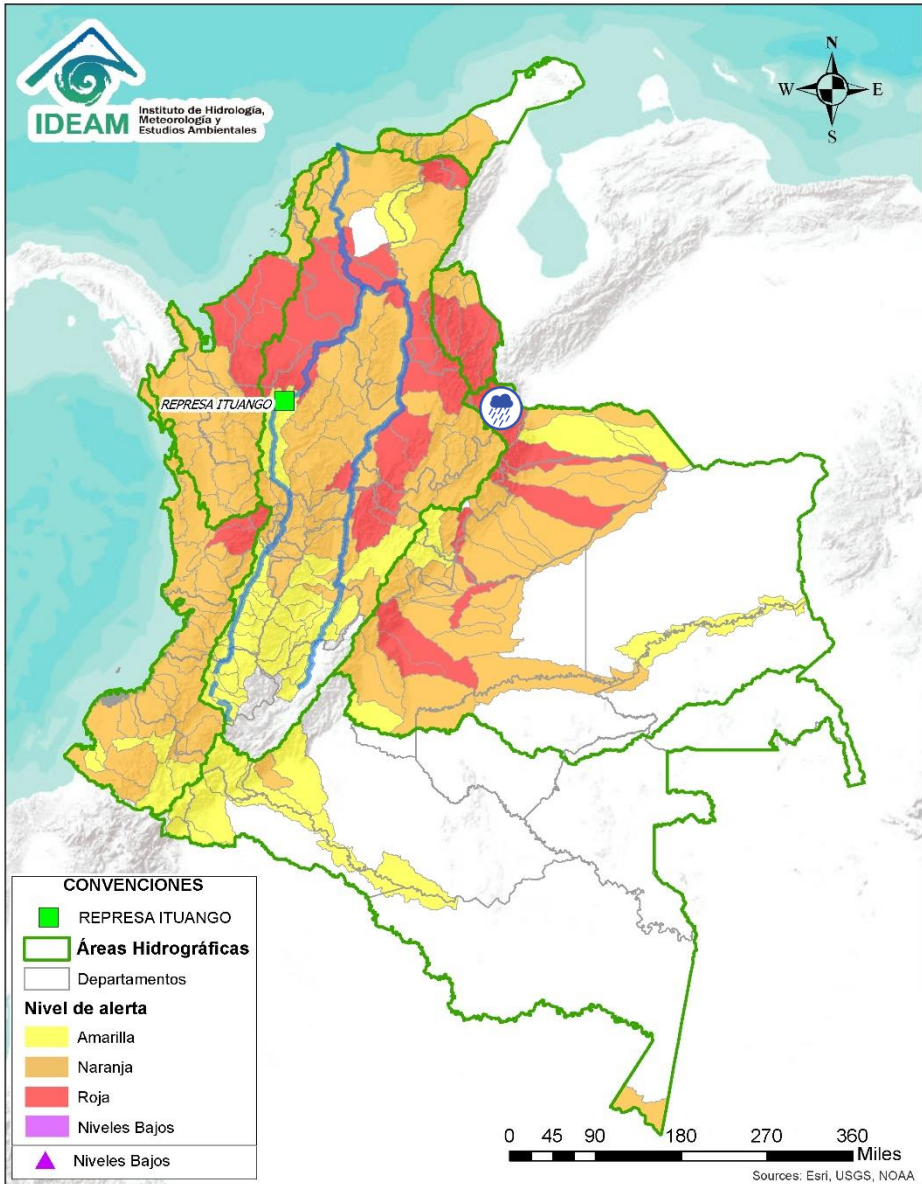 IDEAM
Instituto de Hidrología,
Meteorología y
Estudios Ambientales
N
W
E
S
REPRESA ITUANGO
CONVENCIONES
REPRESA ITUANGO
Áreas Hidrográficas
Departamentos
Nivel de alerta
Amarilla
Naranja
Roja
Niveles Bajos
Niveles Bajos
0 45 90 180 270 360
Miles
Sources: Esri, USGS, NOAA